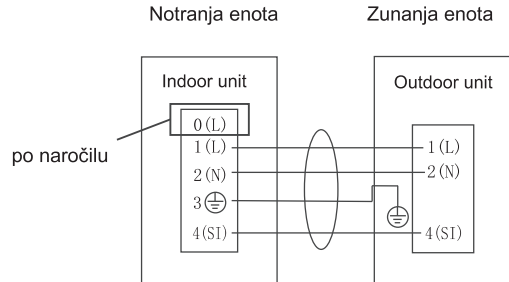 Notranja enota
Zunanja enota
Indoor unit
Outdoor unit
po naročilu
0(L)
1(L)
2(N)
3
4(SI)
1(L)
2(N)
4(SI)